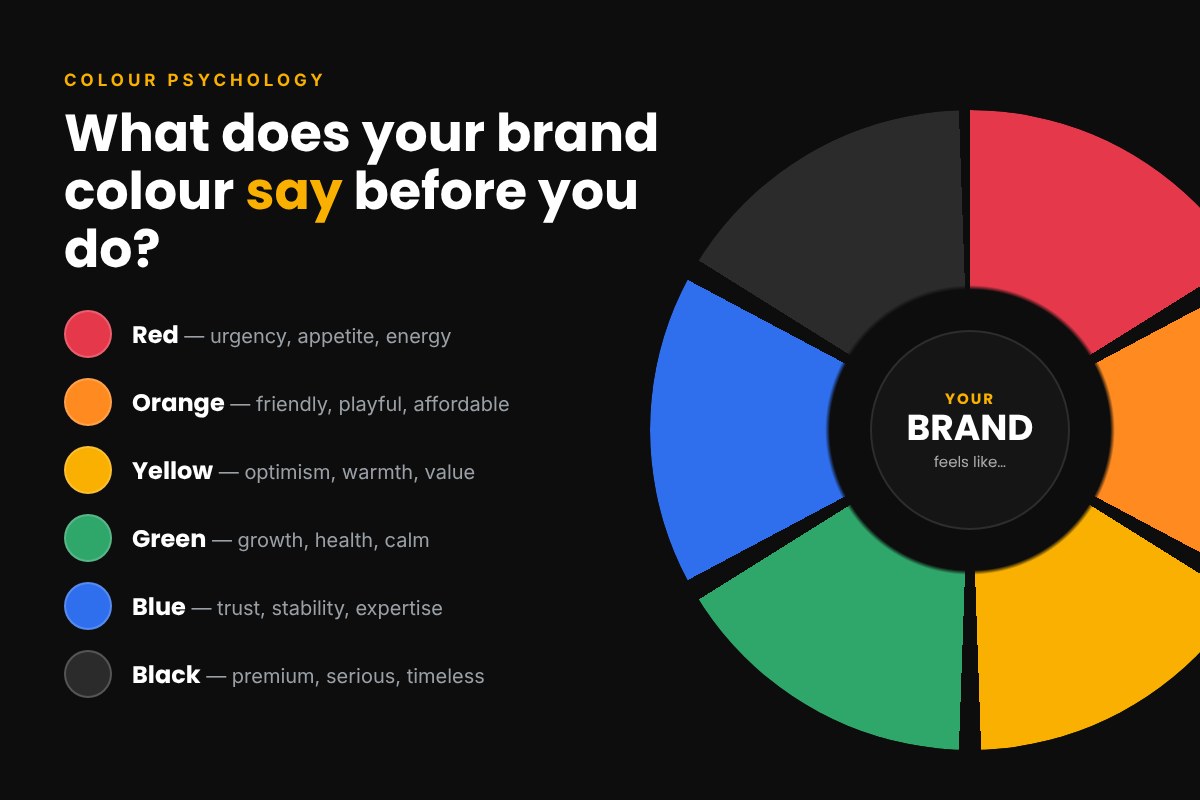 COLOUR PSYCHOLOGY
What does your brand
colour say before you
do?
Red — urgency, appetite, energy
Orange — friendly, playful, affordable
Yellow — optimism, warmth, value
Green — growth, health, calm
Blue — trust, stability, expertise
Black — premium, serious, timeless
YOUR
BRAND
feels like…